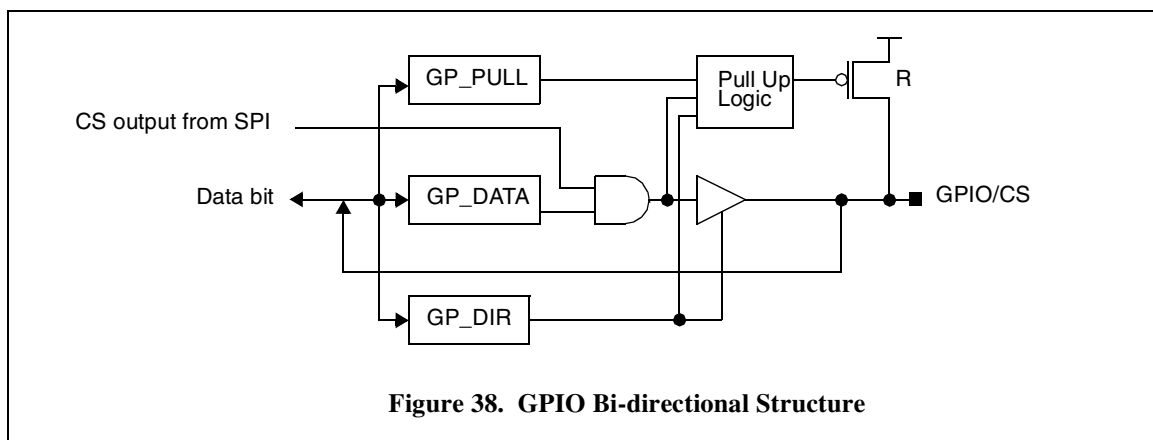 GP_PULL
Pull Up
Logic
R
CS output from SPI
Data bit
GP_DATA
GPIO/CS
GP_DIR
Figure 38. GPIO Bi-directional Structure